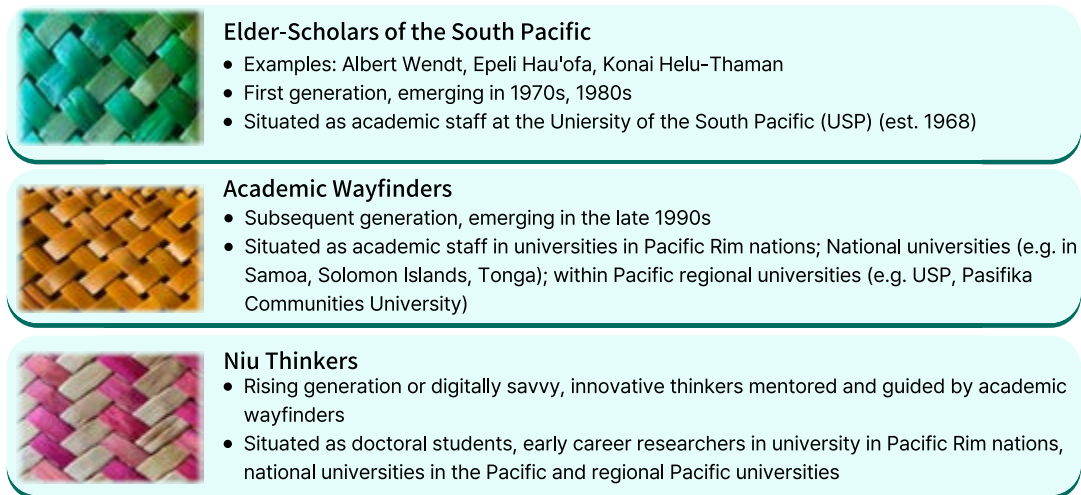 Elder-Scholars of the South Pacific
• Examples: Albert Wendt, Epeli Hau'ofa, Konai Helu-Thaman
• First generation, emerging in 1970s, 1980s
• Situated as academic staff at the Uniersity of the South Pacific (USP) (est. 1968)
Academic Wayfinders
• Subsequent generation, emerging in the late 1990s
• Situated as academic staff in universities in Pacific Rim nations; National universities (e.g. in
Samoa, Solomon Islands, Tonga); within Pacific regional universities (e.g. USP, Pasifika
Communities University)
Niu Thinkers
• Rising generation or digitally savvy, innovative thinkers mentored and guided by academic
wayfinders
• Situated as doctoral students, early career researchers in university in Pacific Rim nations,
national universities in the Pacific and regional Pacific universities